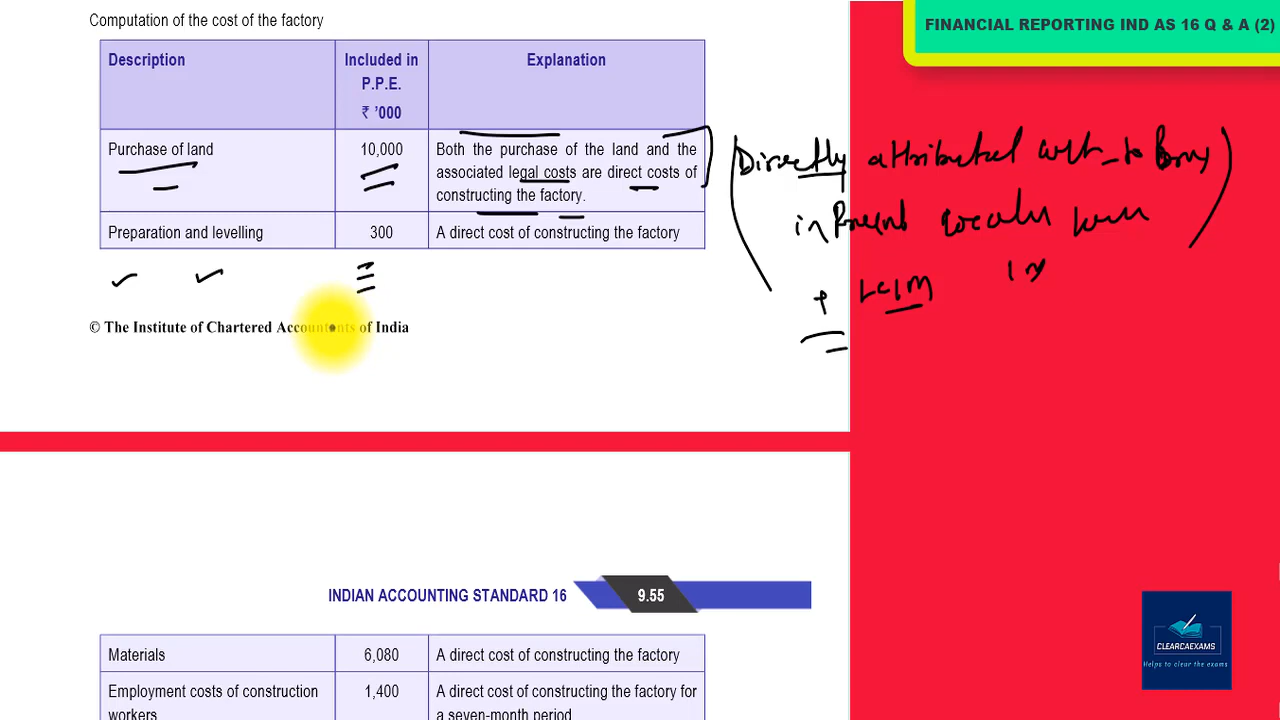 FINANCIAL REPORTING IND AS 16 Q & A (2)
Computation of the cost of the factory
Description Included in P.P.E. ₹ '000 Explanation
Purchase of land 10,000 Both the purchase of the land and the
associated legal costs are direct costs of
constructing the factory.
Preparation and levelling 300 A direct cost of constructing the factory
Directly to Bring
in Present
+
© The Institute of Chartered Accountants of India
INDIAN ACCOUNTING STANDARD 16 9.55
Materials 6,080 A direct cost of constructing the factory
Employment costs of construction 1,400 A direct cost of constructing the factory for
workers a seven-month period
CLEARCAEXAMS
Helps to clear the exams